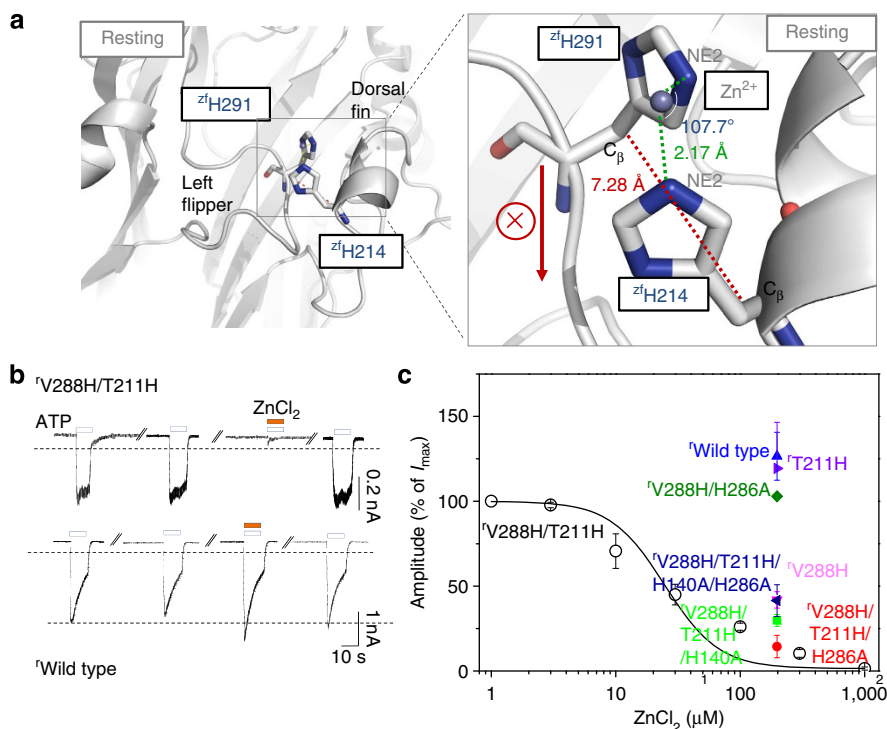 a
Resting
zfH291
Dorsal
fin
Left
flipper
zfH214
zfH291
NE2
Resting
Zn2+
107.7°
Cβ
2.17 Å
7.28 Å
NE2
zfH214
Cβ
b
rV288H/T211H
ATP
ZnCl2
0.2 nA
1 nA
10 s
rWild type
c
Amplitude (% of Imax)
150
100
50
0
rWild type
rT211H
rV288H/H286A
rV288H/T211H
rV288H/T211H/
H140A/H286A
rV288H
rV288H/
T211H
/H140A
rV288H/
T211H/
H286A
1
10
100
1,000
1
2
ZnCl2 (μM)